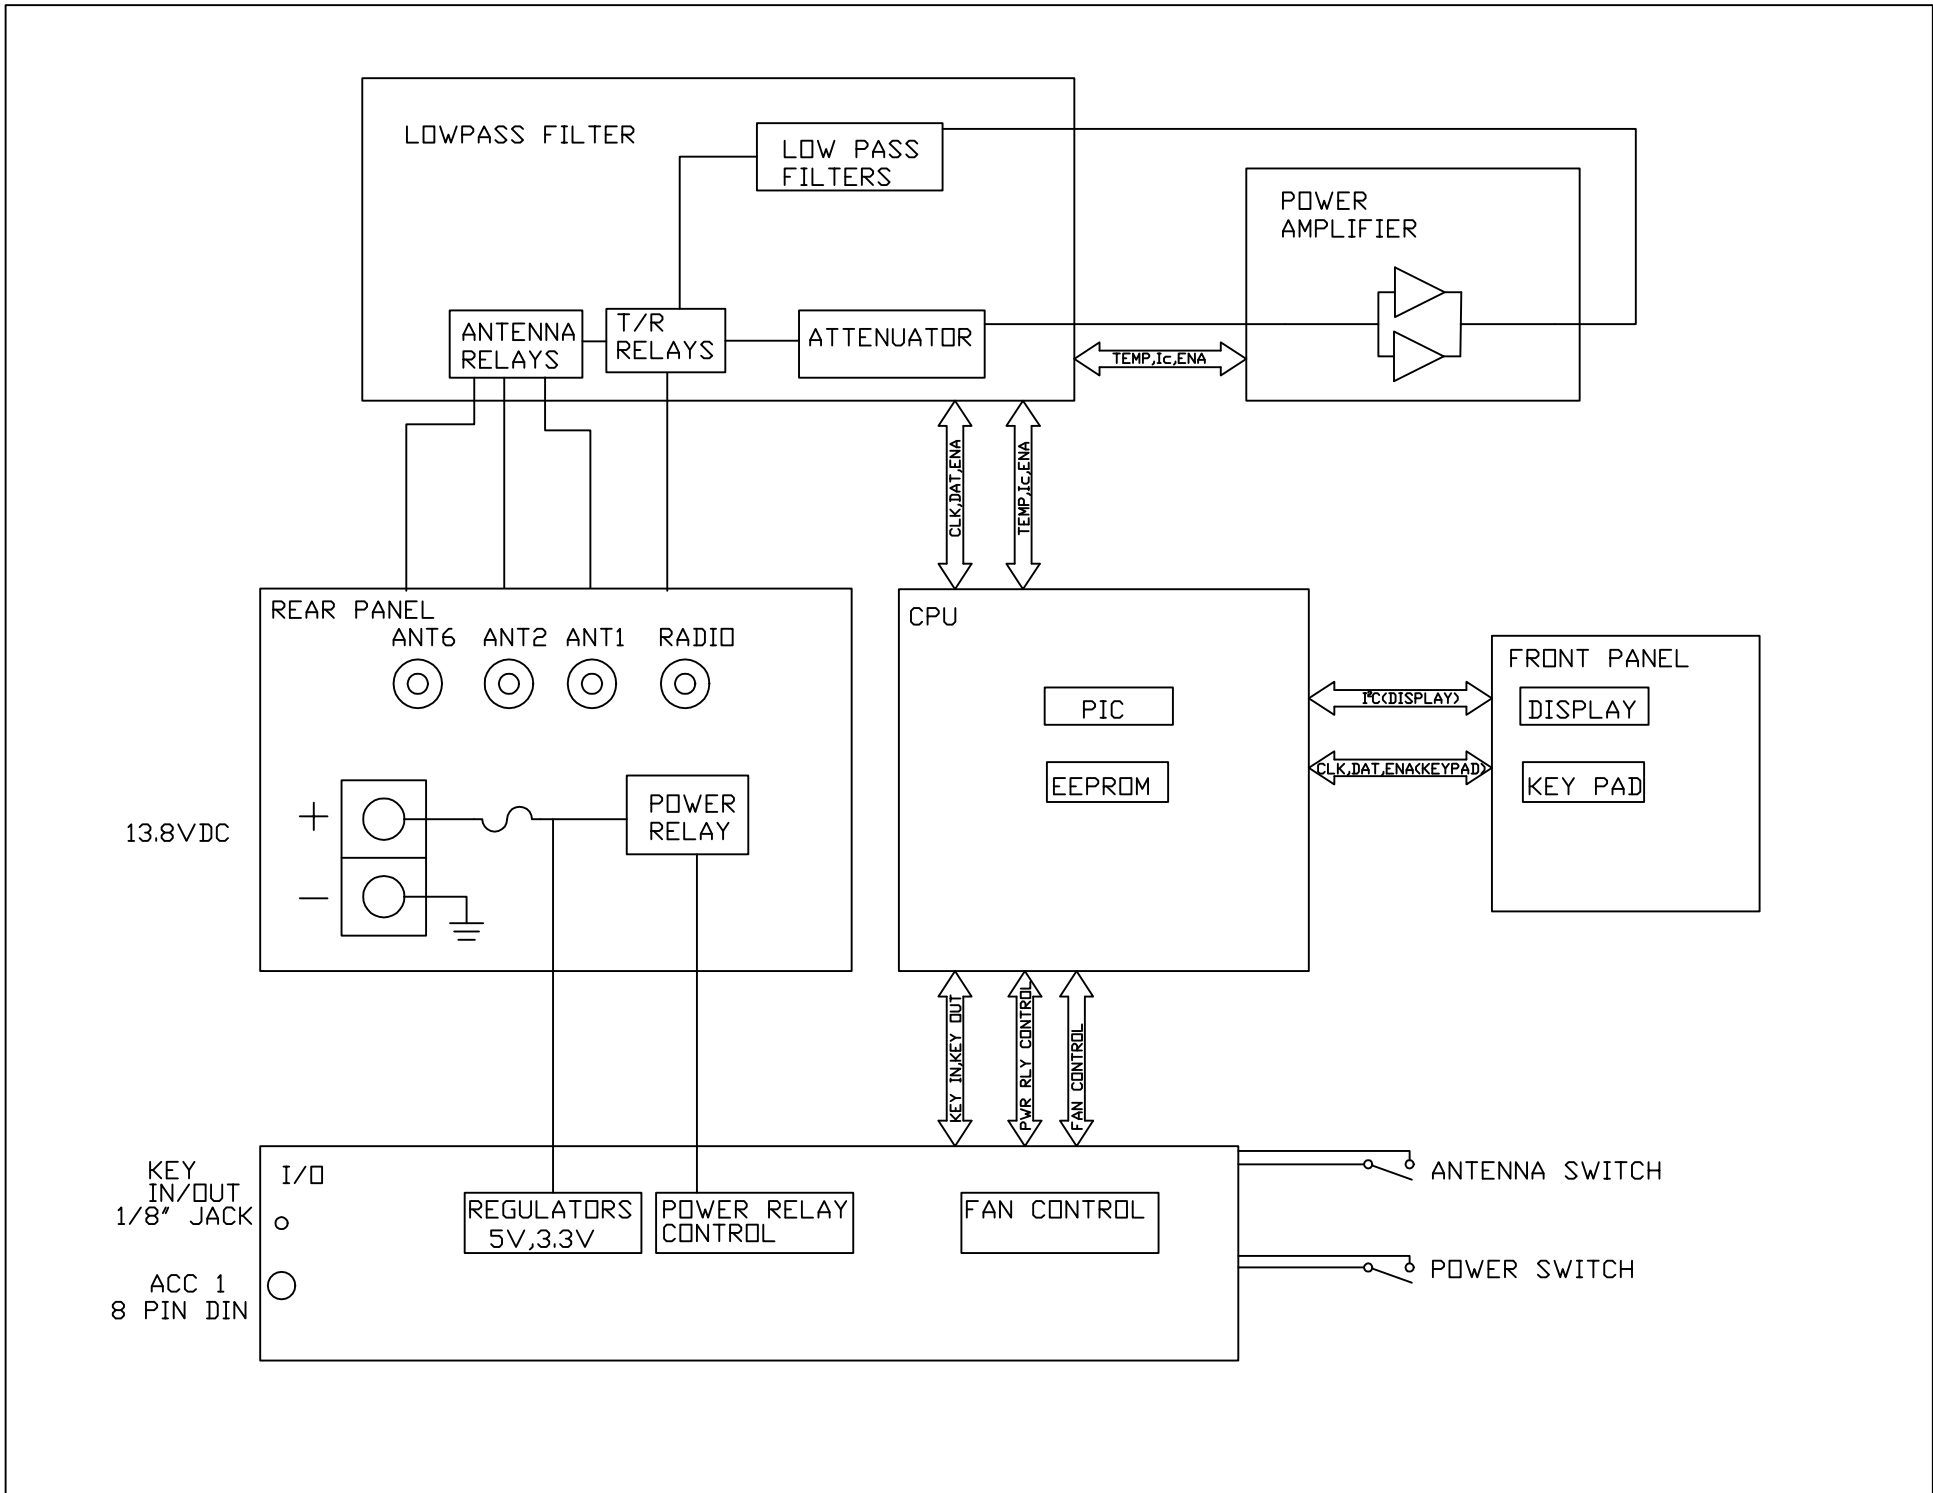 LOWPASS FILTER
LOW PASS
FILTERS
POWER
AMPLIFIER
ANTENNA
RELAYS
T/R
RELAYS
ATTENUATOR
TEMP,Ic,ENA
CLK,DAT,ENA
TEMP,Ic,ENA
REAR PANEL
ANT6
ANT2
ANT1
RADIO
CPU
PIC
EEPROM
I²C(DISPLAY)
CLK,DAT,ENA(KEYPAD)
FRONT PANEL
DISPLAY
KEY PAD
13.8VDC
+
−
POWER
RELAY
KEY IN,KEY OUT
PWR RLY CONTROL
FAN CONTROL
KEY
IN/OUT
1/8" JACK
ACC 1
8 PIN DIN
I/O
REGULATORS
5V,3.3V
POWER RELAY
CONTROL
FAN CONTROL
ANTENNA SWITCH
POWER SWITCH